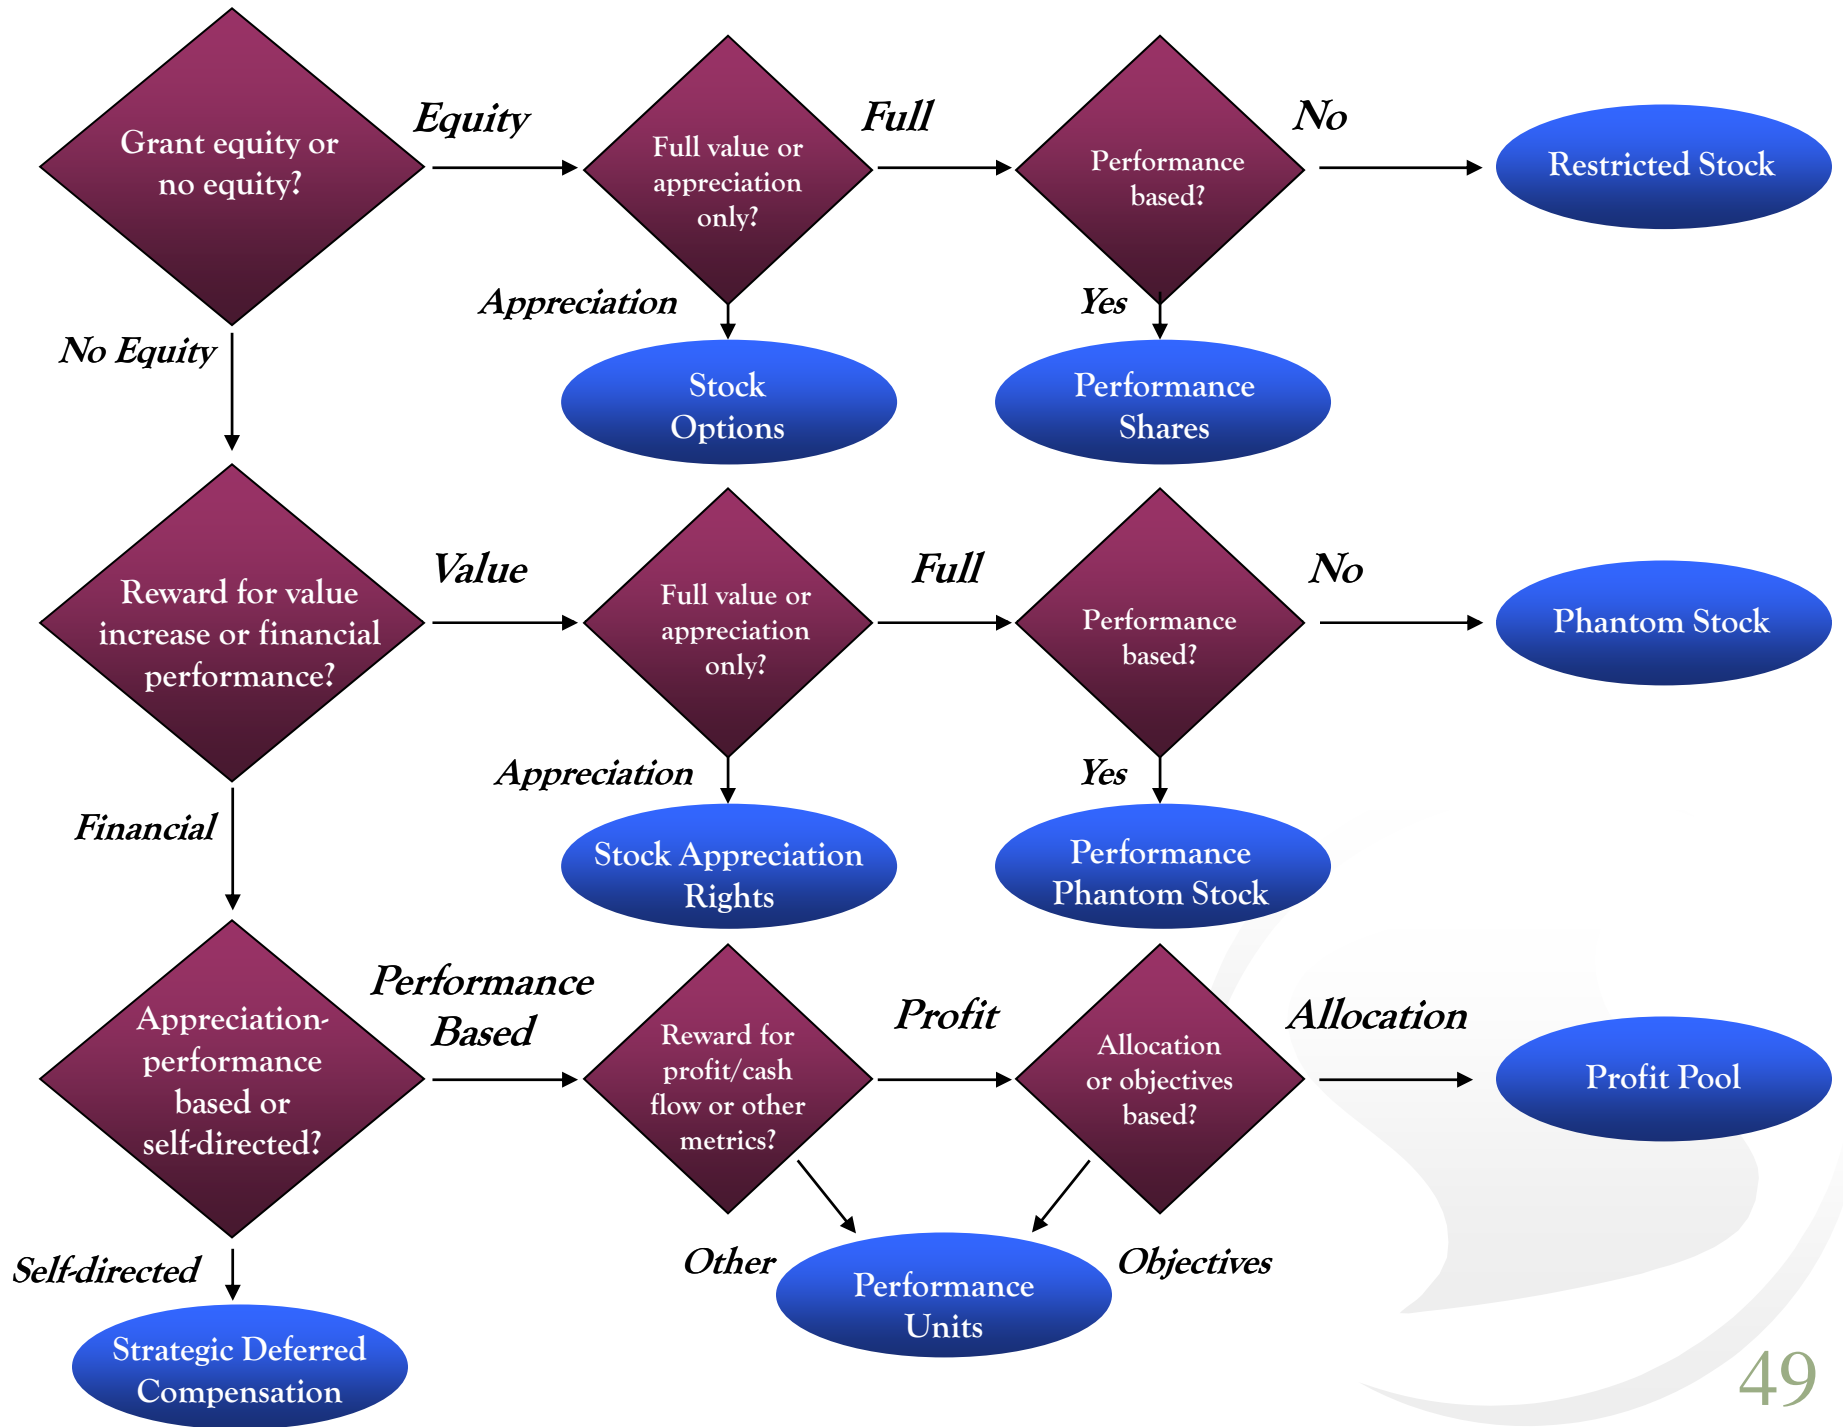 Grant equity or
no equity?
Equity
Full value or
appreciation
only?
Full
Performance
based?
No
Restricted Stock
No Equity
Appreciation
Stock
Options
Yes
Performance
Shares
Reward for value
increase or financial
performance?
Value
Full value or
appreciation
only?
Full
Performance
based?
No
Phantom Stock
Financial
Appreciation
Stock Appreciation
Rights
Yes
Performance
Phantom Stock
Appreciation-
performance
based or
self-directed?
Performance
Based
Reward for
profit/cash
flow or other
metrics?
Profit
Allocation
or objectives
based?
Allocation
Profit Pool
Self-directed
Strategic Deferred
Compensation
Other
Performance
Units
Objectives
49